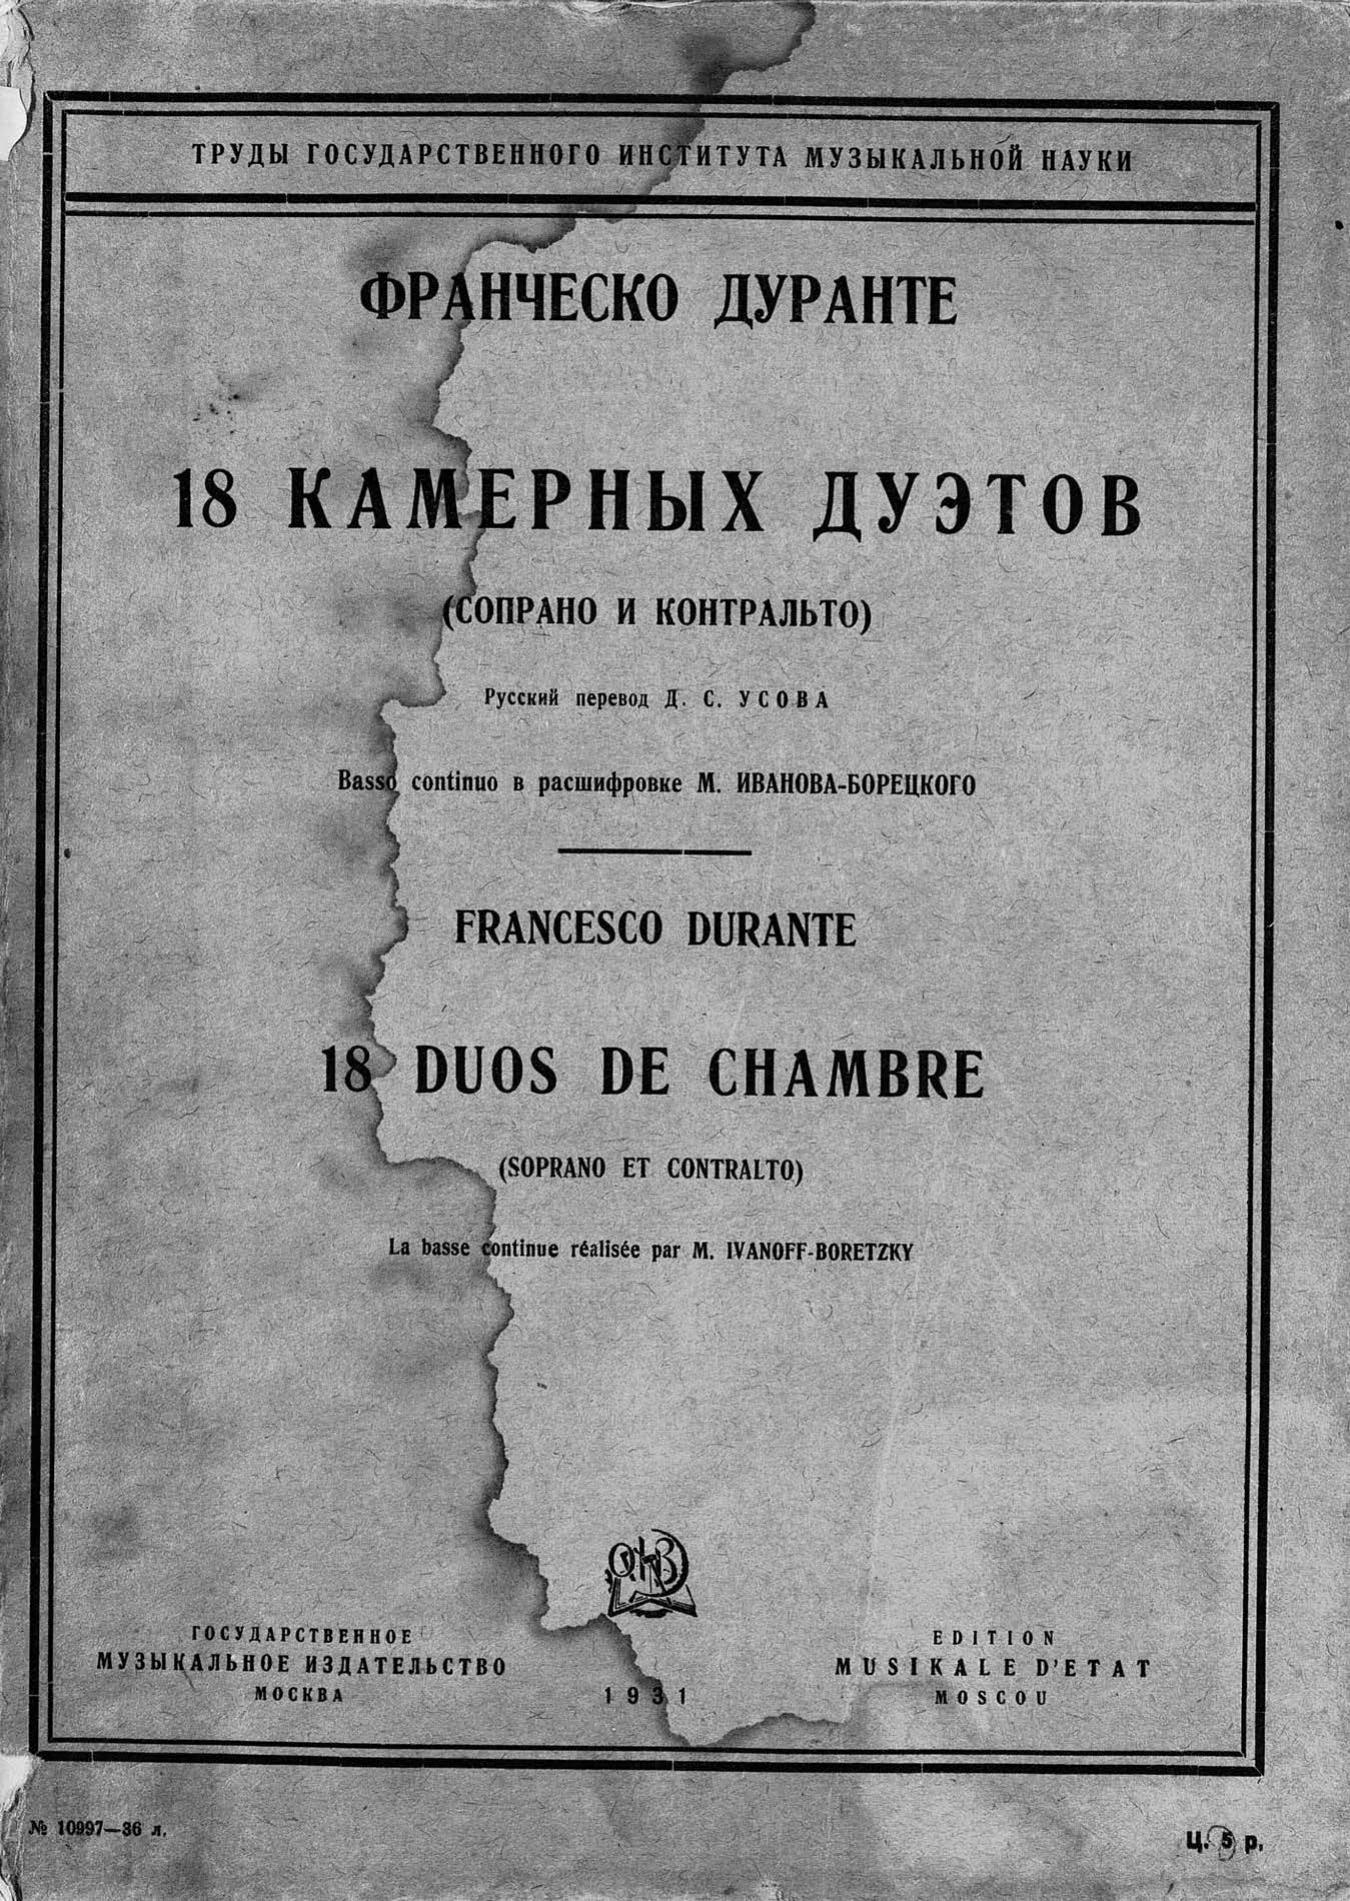 ТРУДЫ ГОСУДАРСТВЕННОГО ИНСТИТУТА МУЗЫКАЛЬНОЙ НАУКИ
ФРАНЧЕСКО ДУРАНТЕ
18 КАМЕРНЫХ ДУЭТОВ
(СОПРАНО И КОНТРАЛЬТО)
Русский перевод Д. С. УСОВА
Basso continuo в расшифровке М. ИВАНОВА-БОРЕЦКОГО
FRANCESCO DURANTE
18 DUOS DE CHAMBRE
(SOPRANO ET CONTRALTO)
La basse continue réalisée par M. IVANOFF-BORETZKY
ГОСУДАРСТВЕННОЕ
МУЗЫКАЛЬНОЕ ИЗДАТЕЛЬСТВО
МОСКВА
1931
EDITION
MUSIKALE D'ETAT
MOSCOU
№ 10997—36 л.
Ц. 5 р.